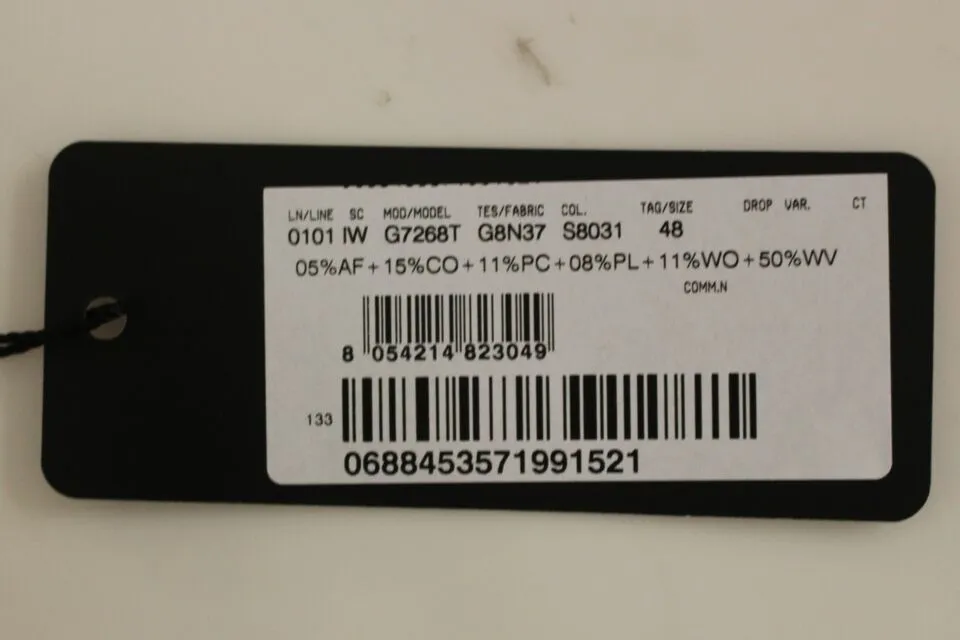 LN/LINE SC MOD/MODEL TES/FABRIC COL. TAG/SIZE DROP VAR. CT
0101 IW G7268T G8N37 S8031 48
05%AF+15%CO+11%PC+08%PL+11%WO+50%WV
COMM.N
8 054214 823049
133
0688453571991521